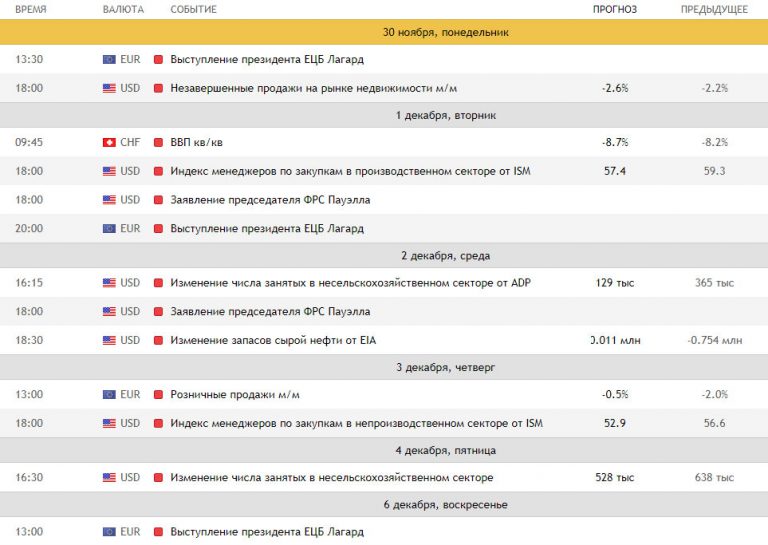 ВРЕМЯ ВАЛЮТА СОБЫТИЕ ПРОГНОЗ ПРЕДЫДУЩЕЕ
30 ноября, понедельник
13:30 EUR Выступление президента ЕЦБ Лагард
18:00 USD Незавершенные продажи на рынке недвижимости м/м -2.6% -2.2%
1 декабря, вторник
09:45 CHF ВВП кв/кв -8.7% -8.2%
18:00 USD Индекс менеджеров по закупкам в производственном секторе от ISM 57.4 59.3
18:00 USD Заявление председателя ФРС Пауэлла
20:00 EUR Выступление президента ЕЦБ Лагард
2 декабря, среда
16:15 USD Изменение числа занятых в несельскохозяйственном секторе от ADP 129 тыс 365 тыс
18:00 USD Заявление председателя ФРС Пауэлла
18:30 USD Изменение запасов сырой нефти от EIA 0.011 млн -0.754 млн
3 декабря, четверг
13:00 EUR Розничные продажи м/м -0.5% -2.0%
18:00 USD Индекс менеджеров по закупкам в непроизводственном секторе от ISM 52.9 56.6
4 декабря, пятница
16:30 USD Изменение числа занятых в несельскохозяйственном секторе 528 тыс 638 тыс
6 декабря, воскресенье
13:00 EUR Выступление президента ЕЦБ Лагард